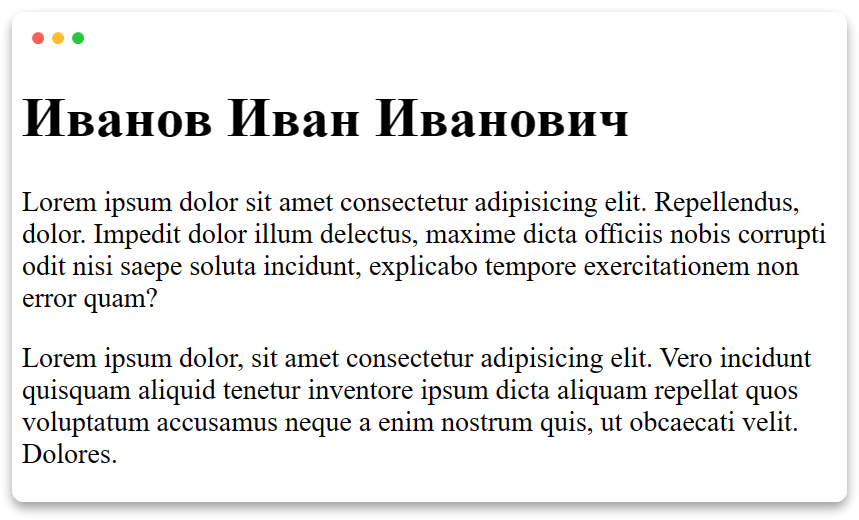 Иванов Иван Иванович
Lorem ipsum dolor sit amet consectetur adipisicing elit. Repellendus,
dolor. Impedit dolor illum delectus, maxime dicta officiis nobis corrupti
odit nisi saepe soluta incidunt, explicabo tempore exercitationem non
error quam?
Lorem ipsum dolor, sit amet consectetur adipisicing elit. Vero incidunt
quisquam aliquid tenetur inventore ipsum dicta aliquam repellat quos
voluptatum accusamus neque a enim nostrum quis, ut obcaecati velit.
Dolores.